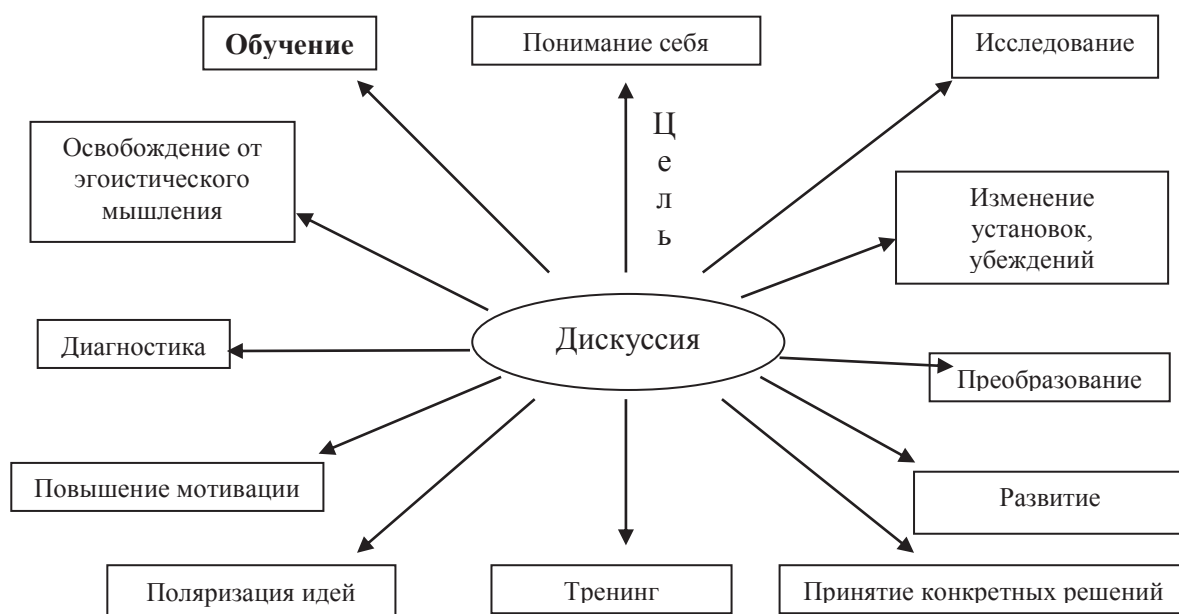 Обучение
Понимание себя
Исследование
Цель
Освобождение от
эгоистического
мышления
Изменение
установок,
убеждений
Дискуссия
Диагностика
Преобразование
Повышение мотивации
Развитие
Поляризация идей
Тренинг
Принятие конкретных решений